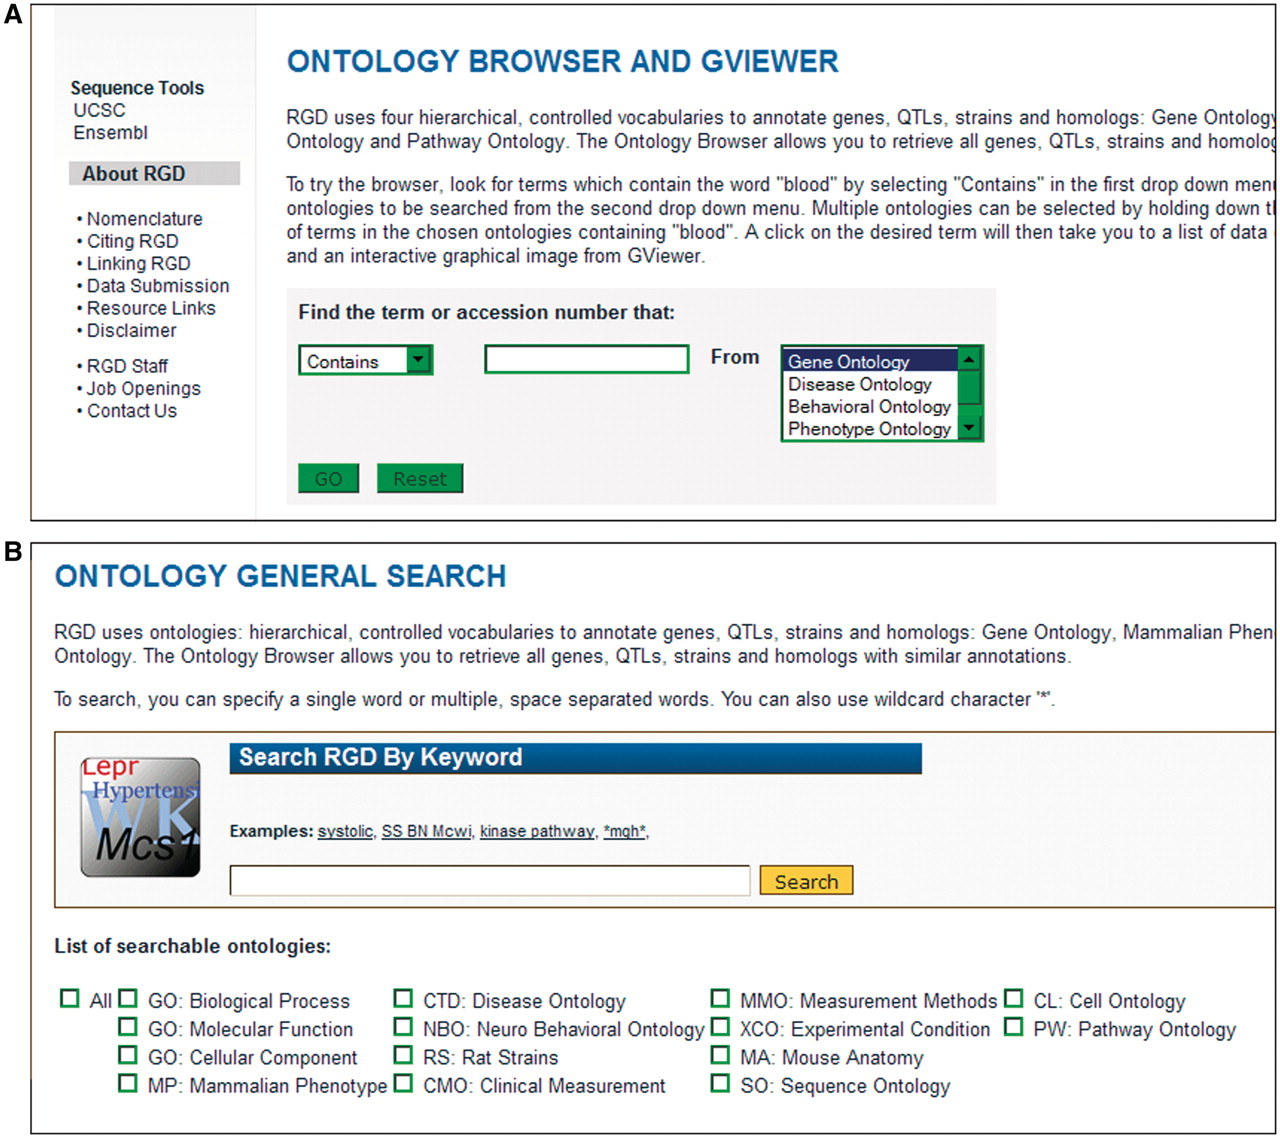 A
Sequence Tools
UCSC
Ensembl
About RGD
• Nomenclature
• Citing RGD
• Linking RGD
• Data Submission
• Resource Links
• Disclaimer
• RGD Staff
• Job Openings
• Contact Us
ONTOLOGY BROWSER AND GVIEWER
RGD uses four hierarchical, controlled vocabularies to annotate genes, QTLs, strains and homologs: Gene Ontology
Ontology and Pathway Ontology. The Ontology Browser allows you to retrieve all genes, QTLs, strains and homolog
To try the browser, look for terms which contain the word "blood" by selecting "Contains" in the first drop down menu
ontologies to be searched from the second drop down menu. Multiple ontologies can be selected by holding down
of terms in the chosen ontologies containing "blood". A click on the desired term will then take you to a list of data
and an interactive graphical image from GViewer.
Find the term or accession number that:
Contains
From
Gene Ontology
Disease Ontology
Behavioral Ontology
Phenotype Ontology
GO Reset
B
ONTOLOGY GENERAL SEARCH
RGD uses ontologies: hierarchical, controlled vocabularies to annotate genes, QTLs, strains and homologs: Gene Ontology, Mammalian Phen
Ontology. The Ontology Browser allows you to retrieve all genes, QTLs, strains and homologs with similar annotations.
To search, you can specify a single word or multiple, space separated words. You can also use wildcard character '*'.
Lepr
Hypertensi
WK
Mcs1
Search RGD By Keyword
Examples: systolic, SS BN Mcwi, kinase pathway, *mgh*,
Search
List of searchable ontologies:
All GO: Biological Process CTD: Disease Ontology MMO: Measurement Methods CL: Cell Ontology
GO: Molecular Function NBO: Neuro Behavioral Ontology XCO: Experimental Condition PW: Pathway Ontology
GO: Cellular Component RS: Rat Strains MA: Mouse Anatomy
MP: Mammalian Phenotype CMO: Clinical Measurement SO: Sequence Ontology